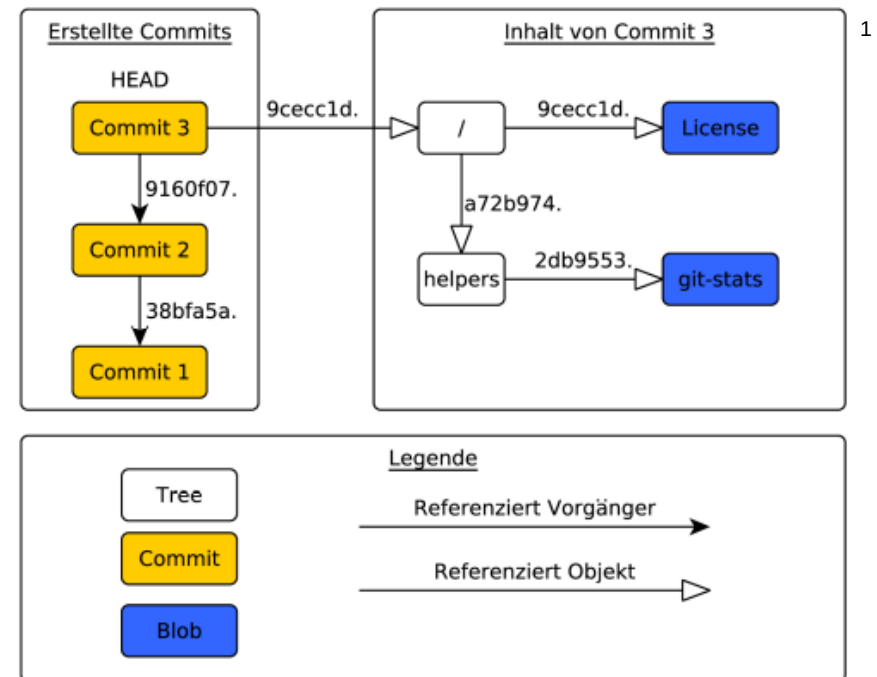 Erstellte Commits
HEAD
Commit 3
9160f07.
Commit 2
38bfa5a.
Commit 1
9cecc1d.
Inhalt von Commit 3
/
9cecc1d.
License
a72b974.
helpers
2db9553.
git-stats
1
Legende
Tree
Commit
Blob
Referenziert Vorgänger
Referenziert Objekt